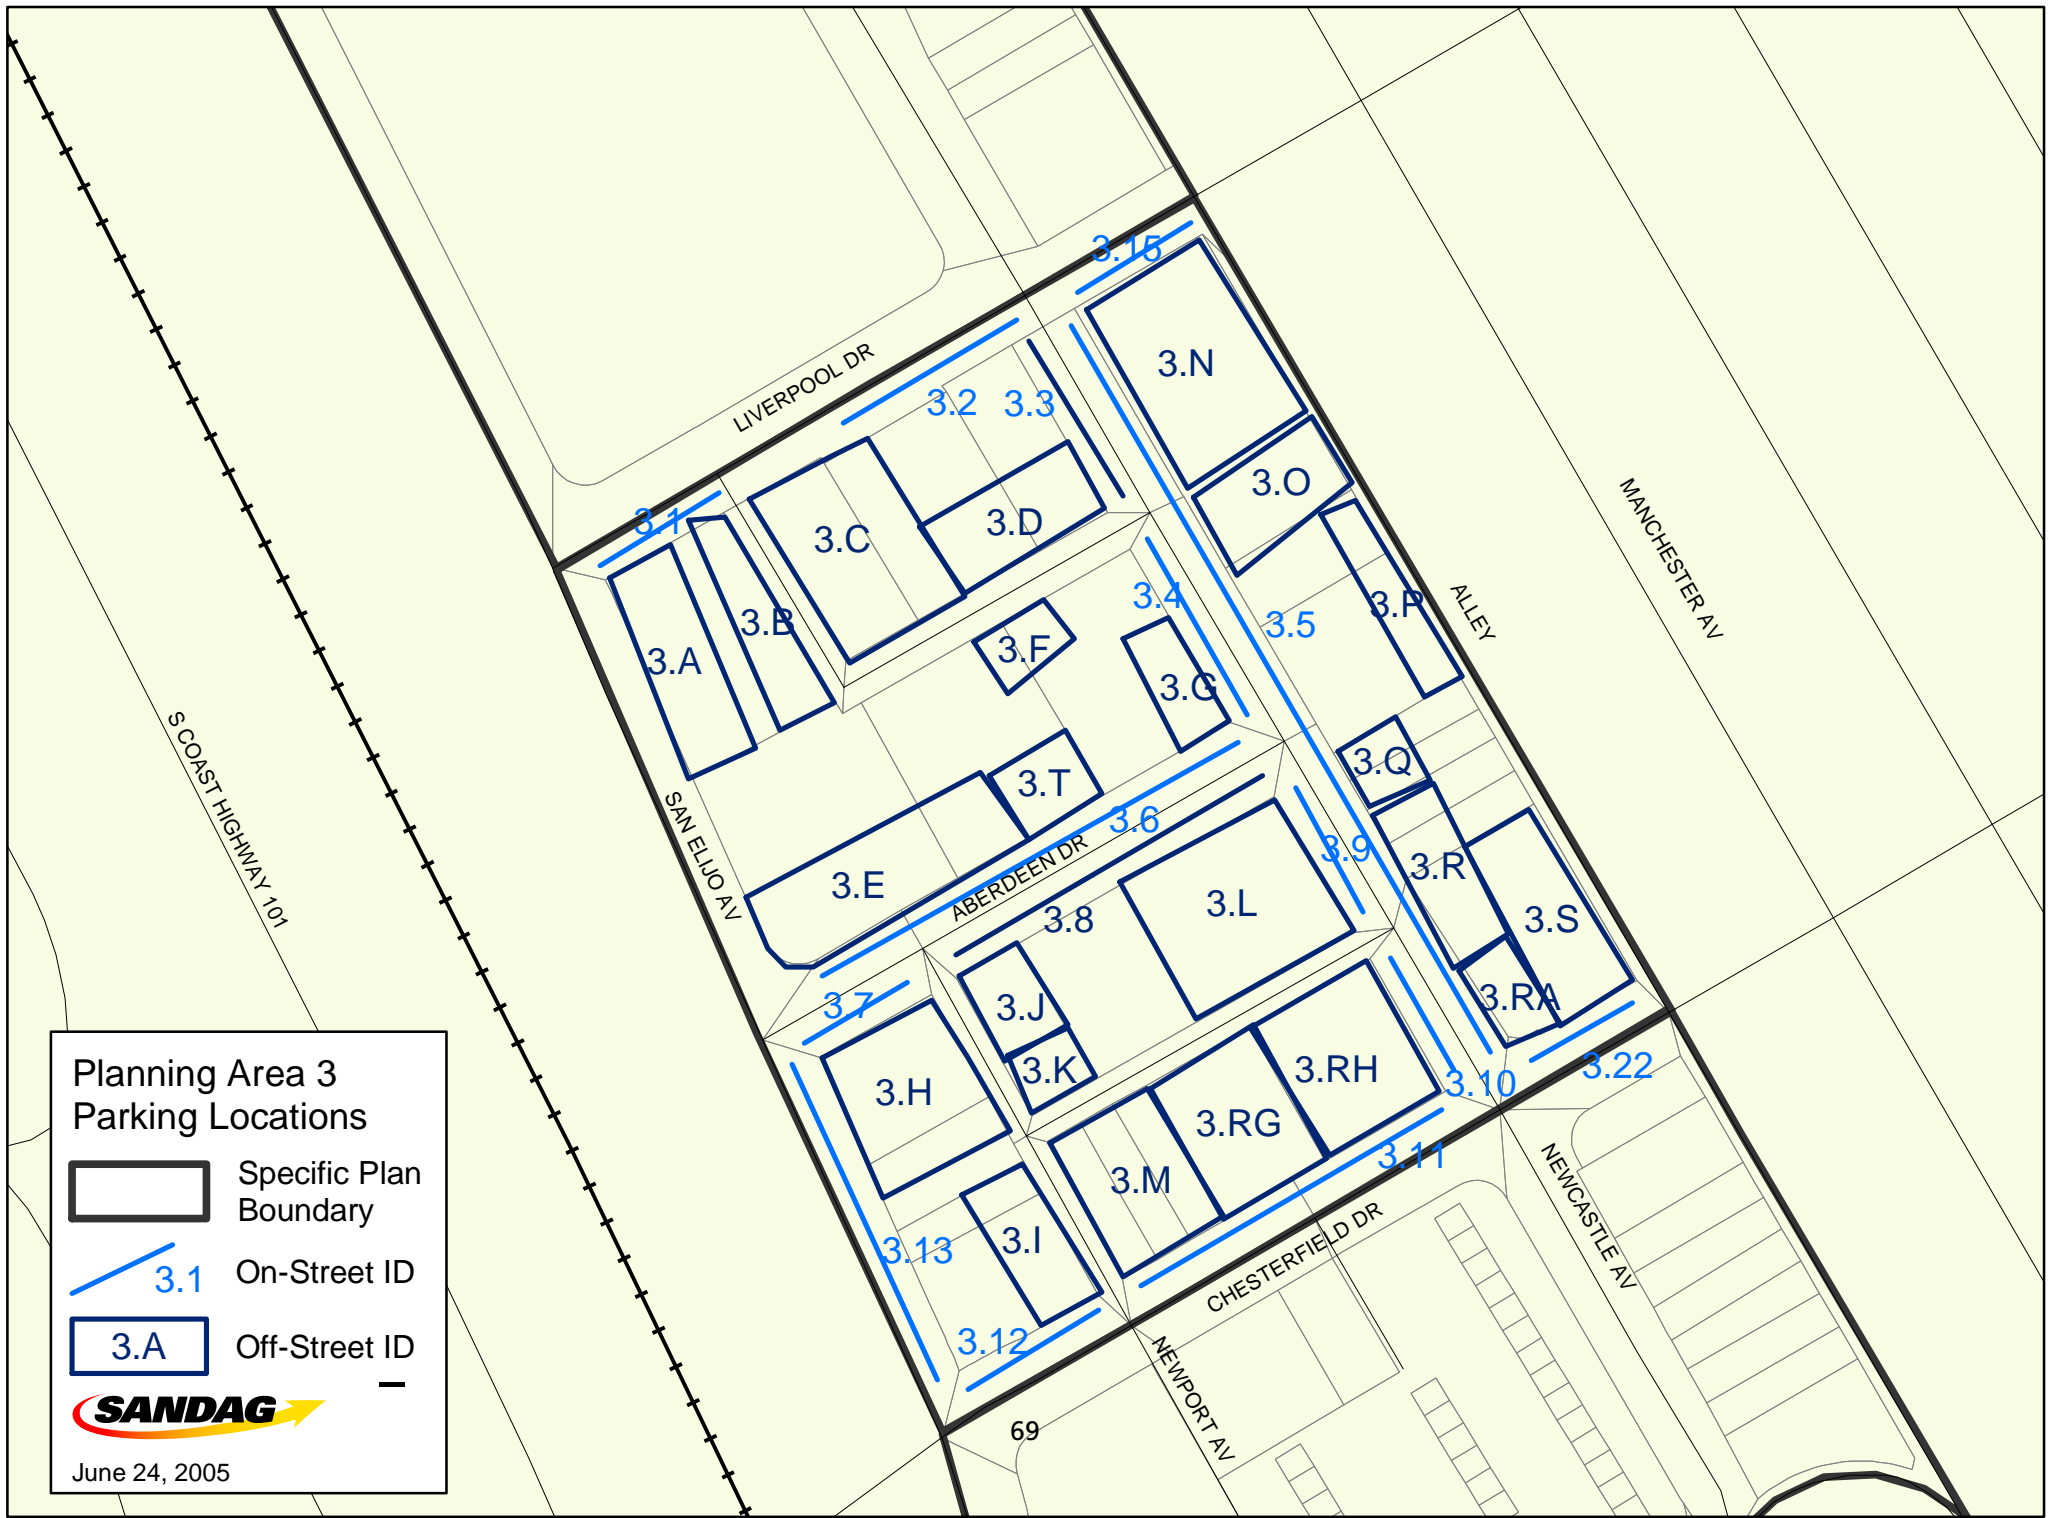 3.15
3.N
LIVERPOOL DR
3.2
3.3
3.O
3.1
3.C
3.D
MANCHESTER AV
3.B
3.4
3.5
3.P
ALLEY
3.A
3.F
3.G
S COAST HIGHWAY 101
SAN ELIJO AV
3.T
3.Q
3.6
3.E
ABERDEEN DR
3.9
3.R
3.8
3.L
3.S
3.7
3.J
3.RA
3.K
3.H
3.RH
3.10
3.22
3.RG
3.11
3.M
3.I
3.13
NEWCASTLE AV
CHESTERFIELD DR
3.12
NEWPORT AV
69
Planning Area 3
Parking Locations
Specific Plan
Boundary
3.1
On-Street ID
3.A
Off-Street ID
SANDAG
June 24, 2005